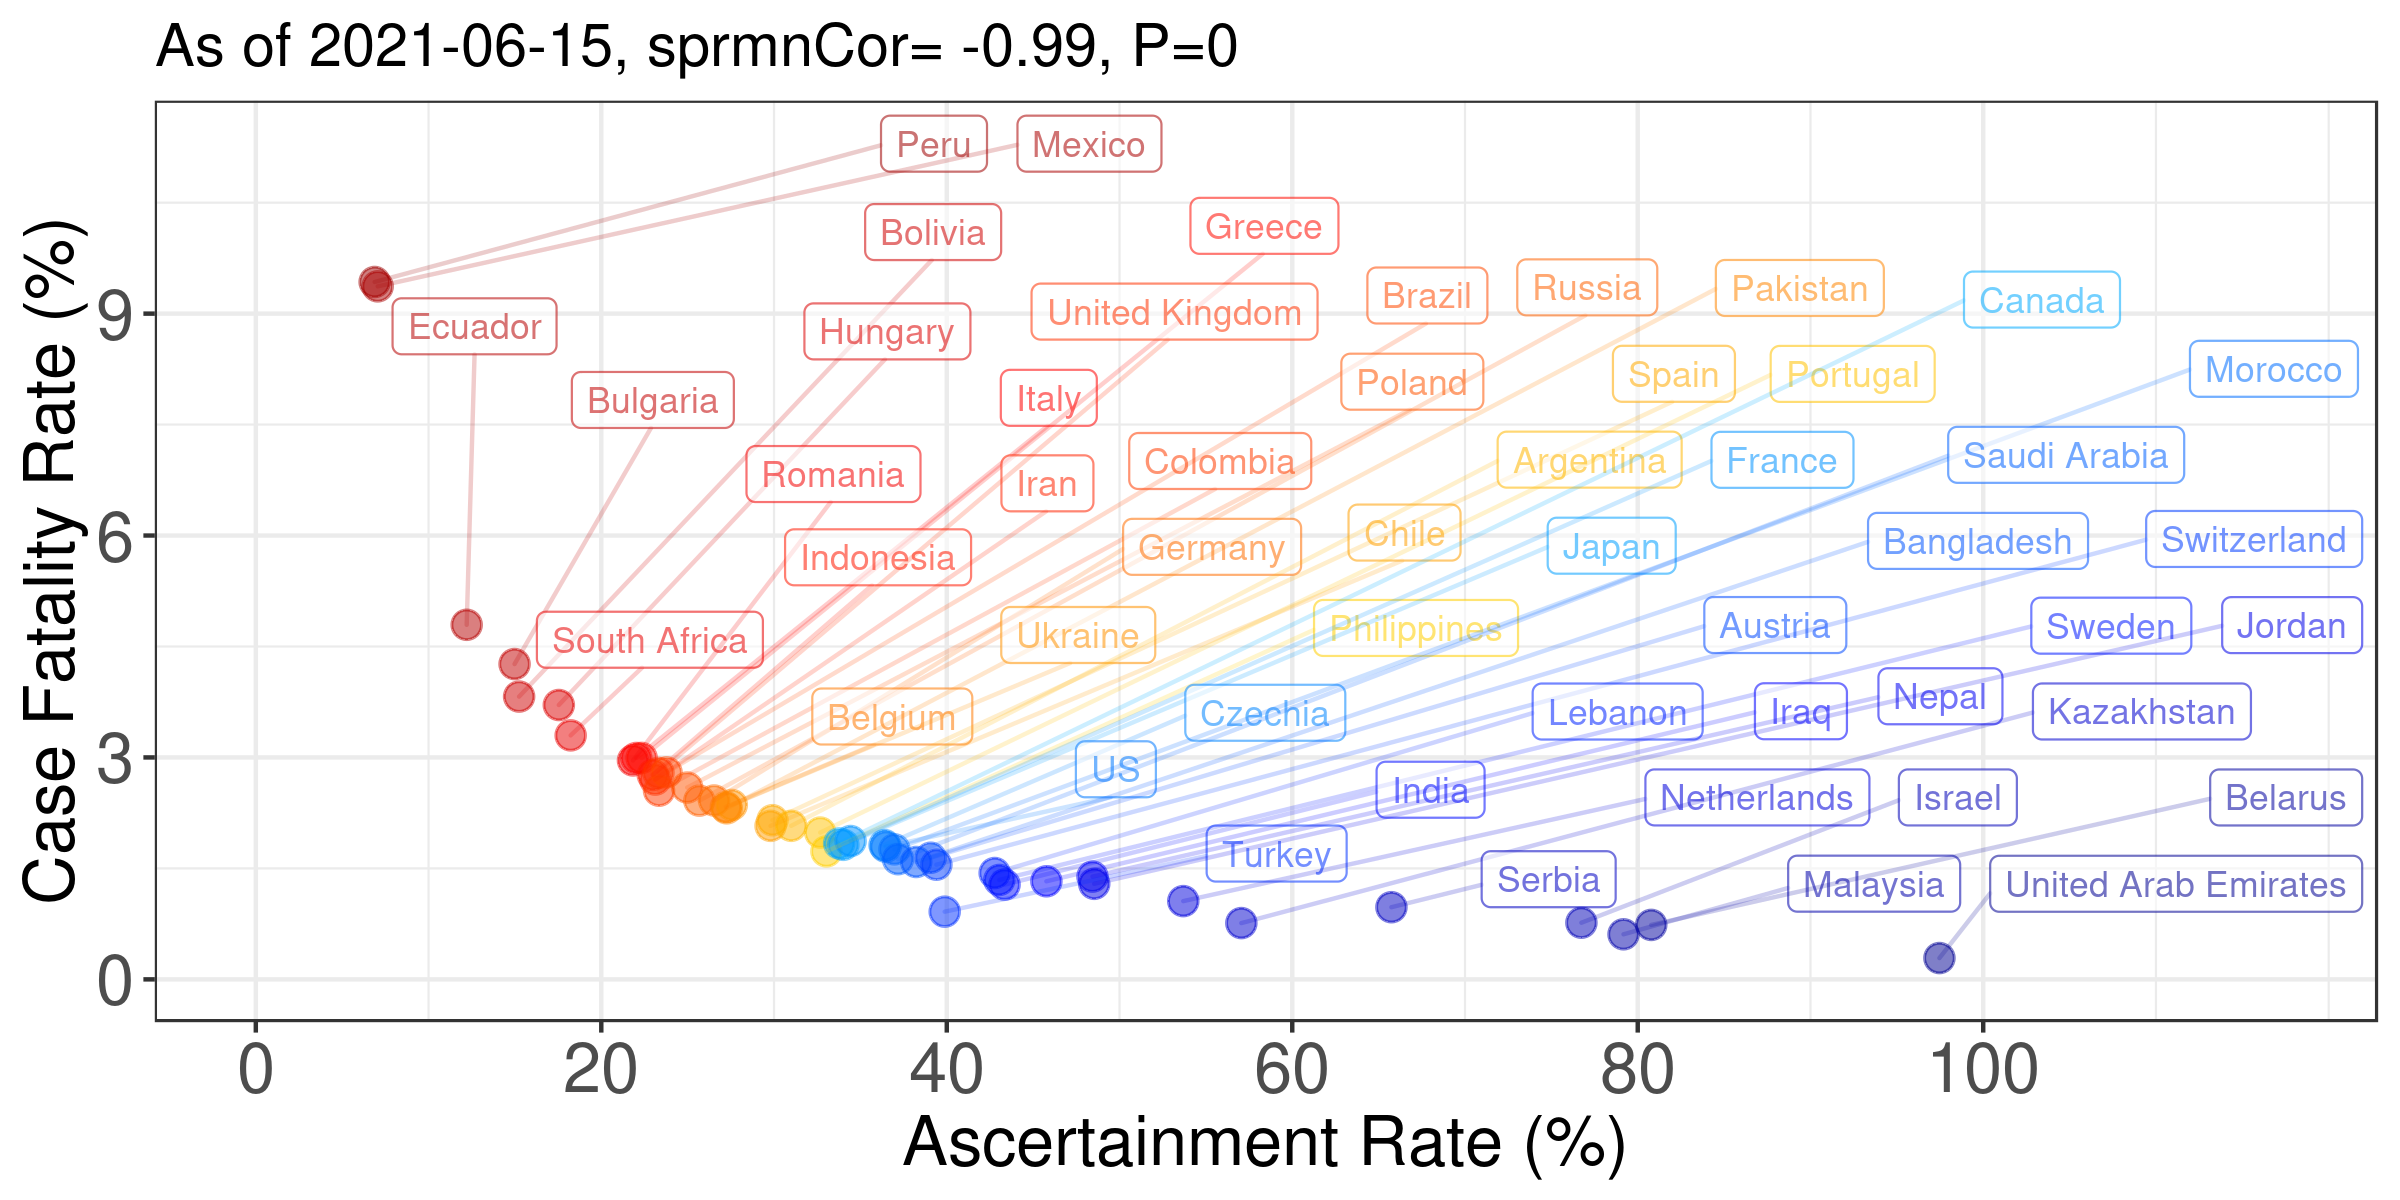 As of 2021-06-15, sprmnCor= -0.99, P=0
Case Fatality Rate (%)
9
6
3
0
Peru
Mexico
Bolivia
Greece
Ecuador
Hungary
United Kingdom
Brazil
Russia
Pakistan
Canada
Bulgaria
Italy
Poland
Spain
Portugal
Morocco
Romania
Iran
Colombia
Argentina
France
Saudi Arabia
Indonesia
Germany
Chile
Japan
Bangladesh
Switzerland
South Africa
Ukraine
Philippines
Austria
Sweden
Jordan
Belgium
Czechia
Lebanon
Iraq
Nepal
Kazakhstan
US
India
Netherlands
Israel
Belarus
Turkey
Serbia
Malaysia
United Arab Emirates
0
20
40
60
80
100
Ascertainment Rate (%)